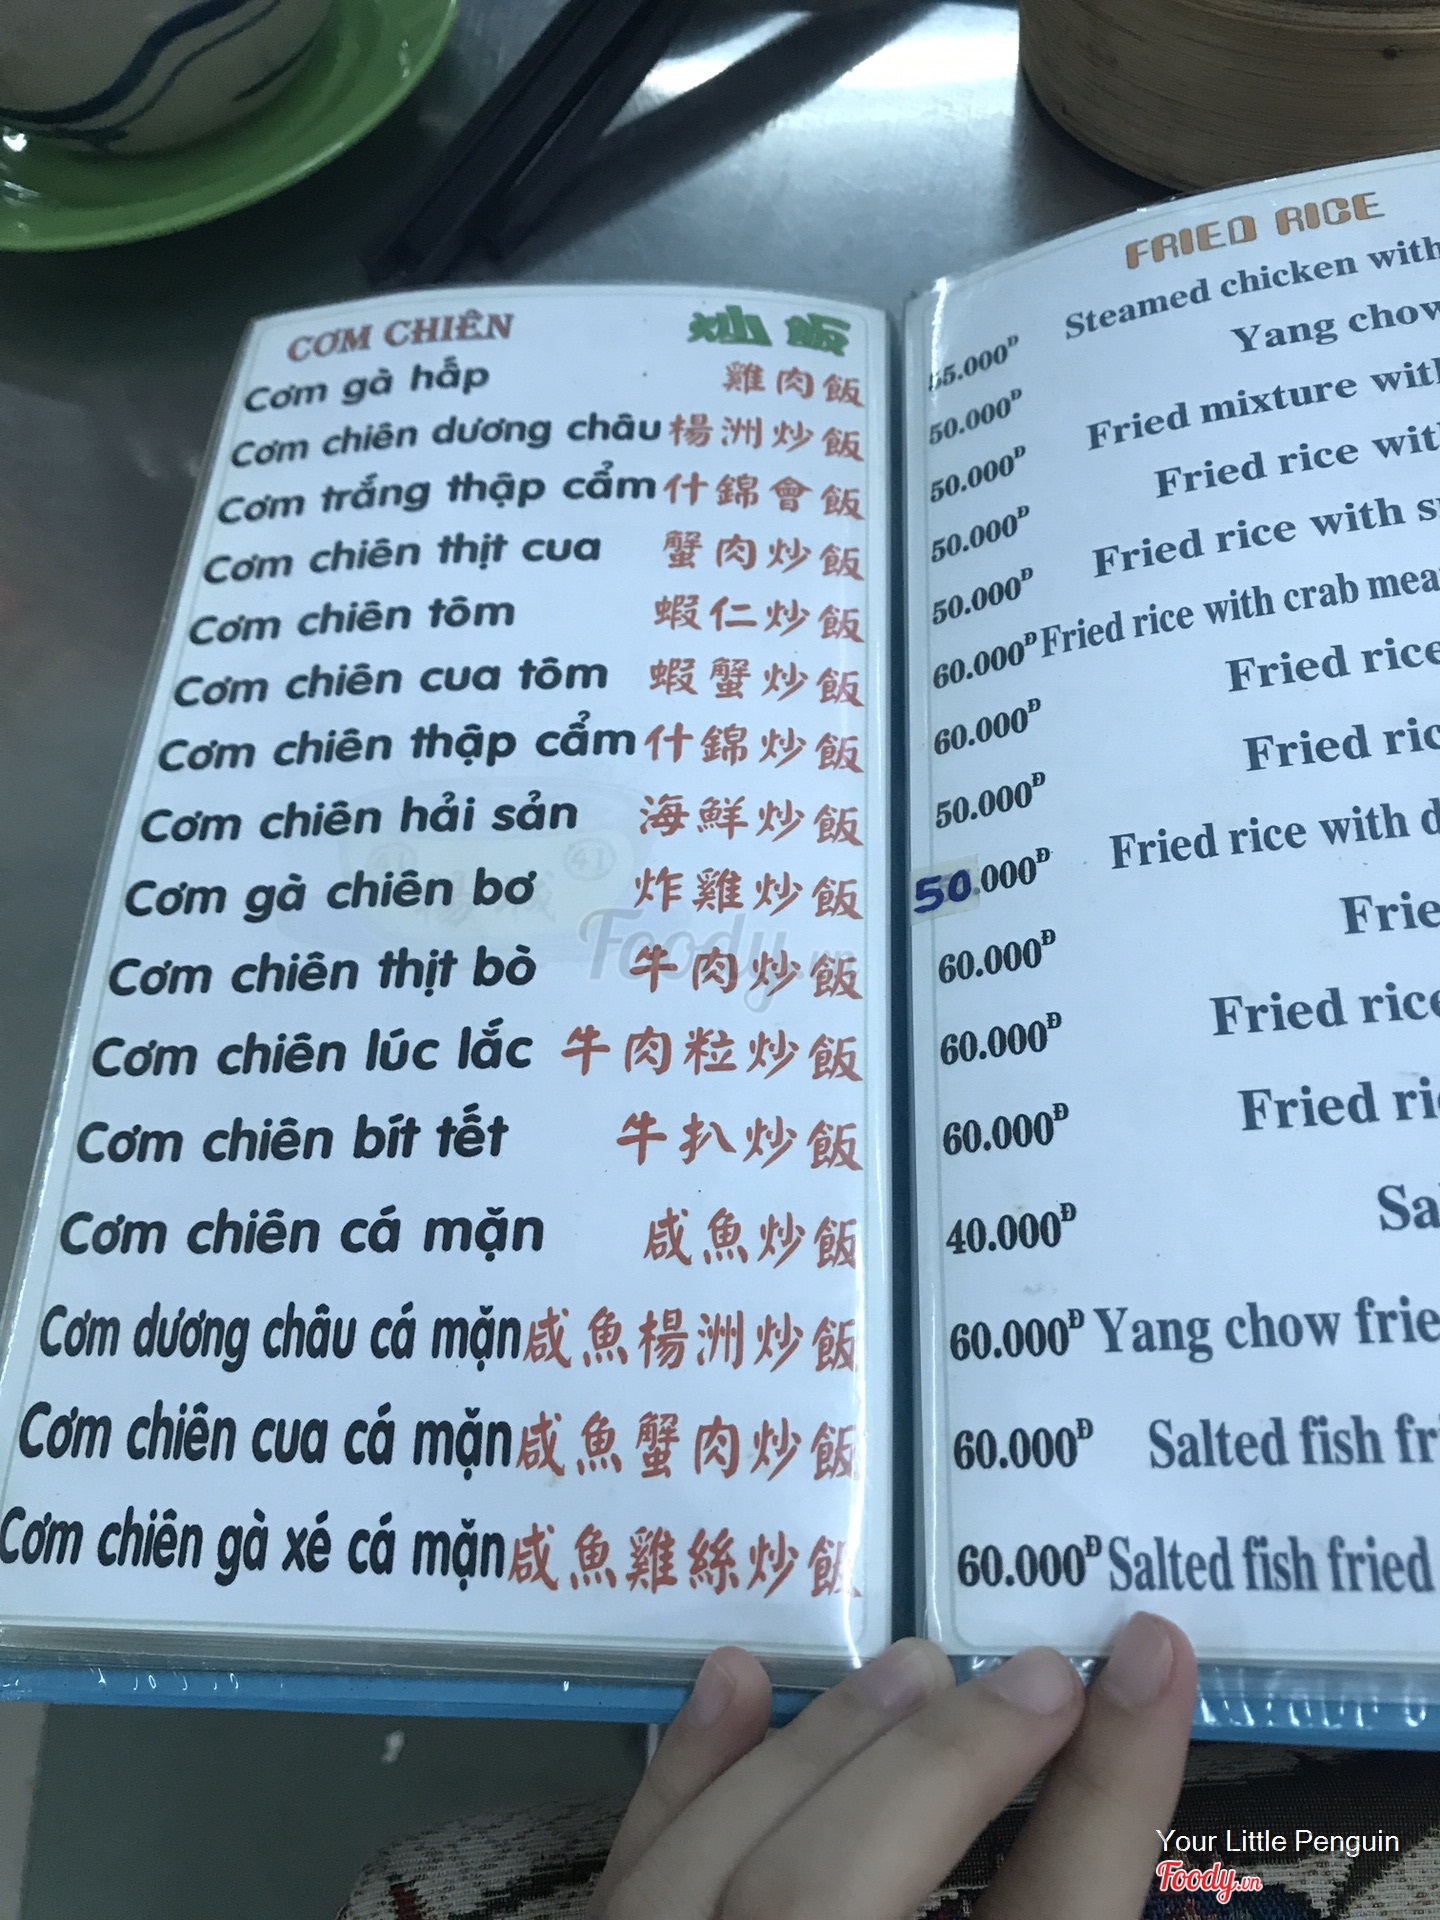 CƠM CHIÊN 炒飯
Cơm gà hấp 雞肉飯
Cơm chiên dương châu 楊洲炒飯
Cơm trắng thập cẩm 什錦會飯
Cơm chiên thịt cua 蟹肉炒飯
Cơm chiên tôm 蝦仁炒飯
Cơm chiên cua tôm 蝦蟹炒飯
Cơm chiên thập cẩm 什錦炒飯
Cơm chiên hải sản 海鮮炒飯
Cơm gà chiên bơ 炸雞炒飯
Cơm chiên thịt bò 牛肉炒飯
Cơm chiên lúc lắc 牛肉粒炒飯
Cơm chiên bít tết 牛扒炒飯
Cơm chiên cá mặn 咸魚炒飯
Cơm dương châu cá mặn 咸魚楊洲炒飯
Cơm chiên cua cá mặn 咸魚蟹肉炒飯
Cơm chiên gà xé cá mặn 咸魚雞絲炒飯
FRIED RICE
55.000Đ Steamed chicken with
50.000Đ Yang chow
50.000Đ Fried mixture with
50.000Đ Fried rice with
50.000Đ Fried rice with
60.000Đ Fried rice with crab meat
60.000Đ Fried rice
50.000Đ Fried
50.000Đ Fried rice with
60.000Đ
60.000Đ Fried rice
60.000Đ Fried
40.000Đ
60.000Đ Yang chow
60.000Đ Salted fish
60.000Đ Salted fish fried
Foody.vn
Your Little Penguin
Foody.vn